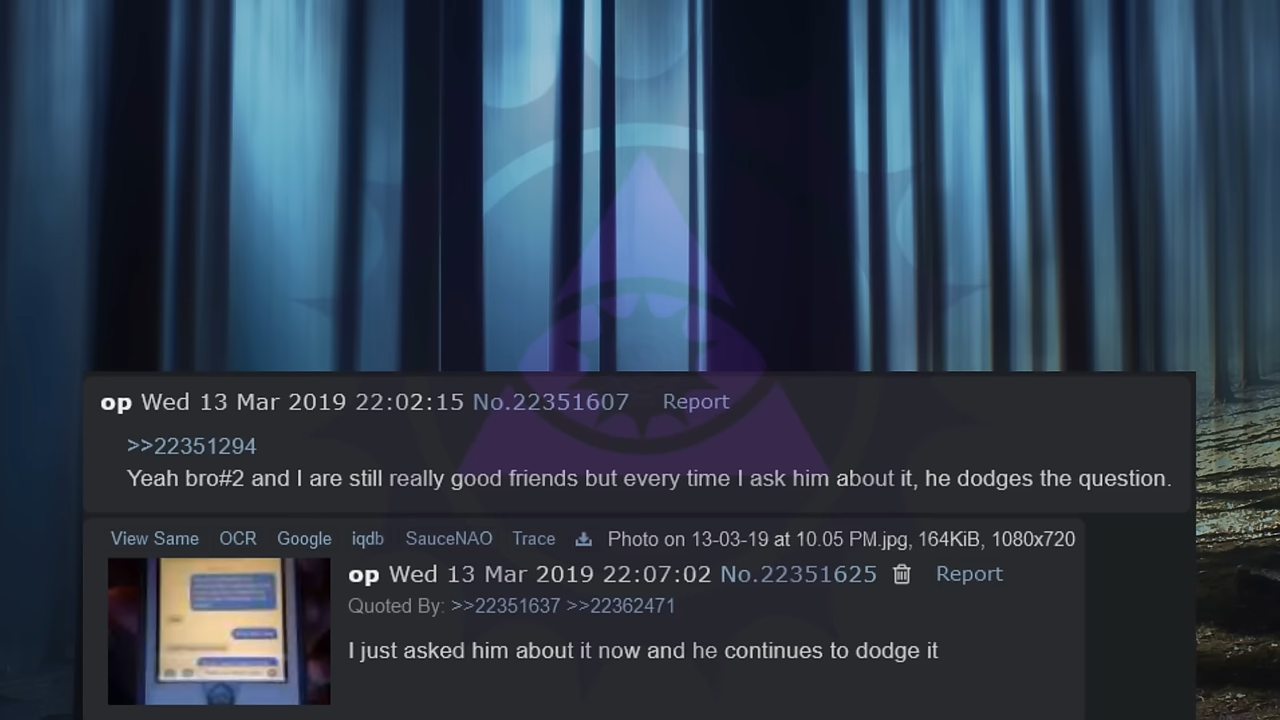 op Wed 13 Mar 2019 22:02:15 No.22351607 Report
>>22351294
Yeah bro#2 and I are still really good friends but every time I ask him about it, he dodges the question.
View Same OCR Google iqdb SauceNAO Trace Photo on 13-03-19 at 10.05 PM.jpg, 164KiB, 1080x720
op Wed 13 Mar 2019 22:07:02 No.22351625 Report
Quoted By: >>22351637 >>22362471
I just asked him about it now and he continues to dodge it